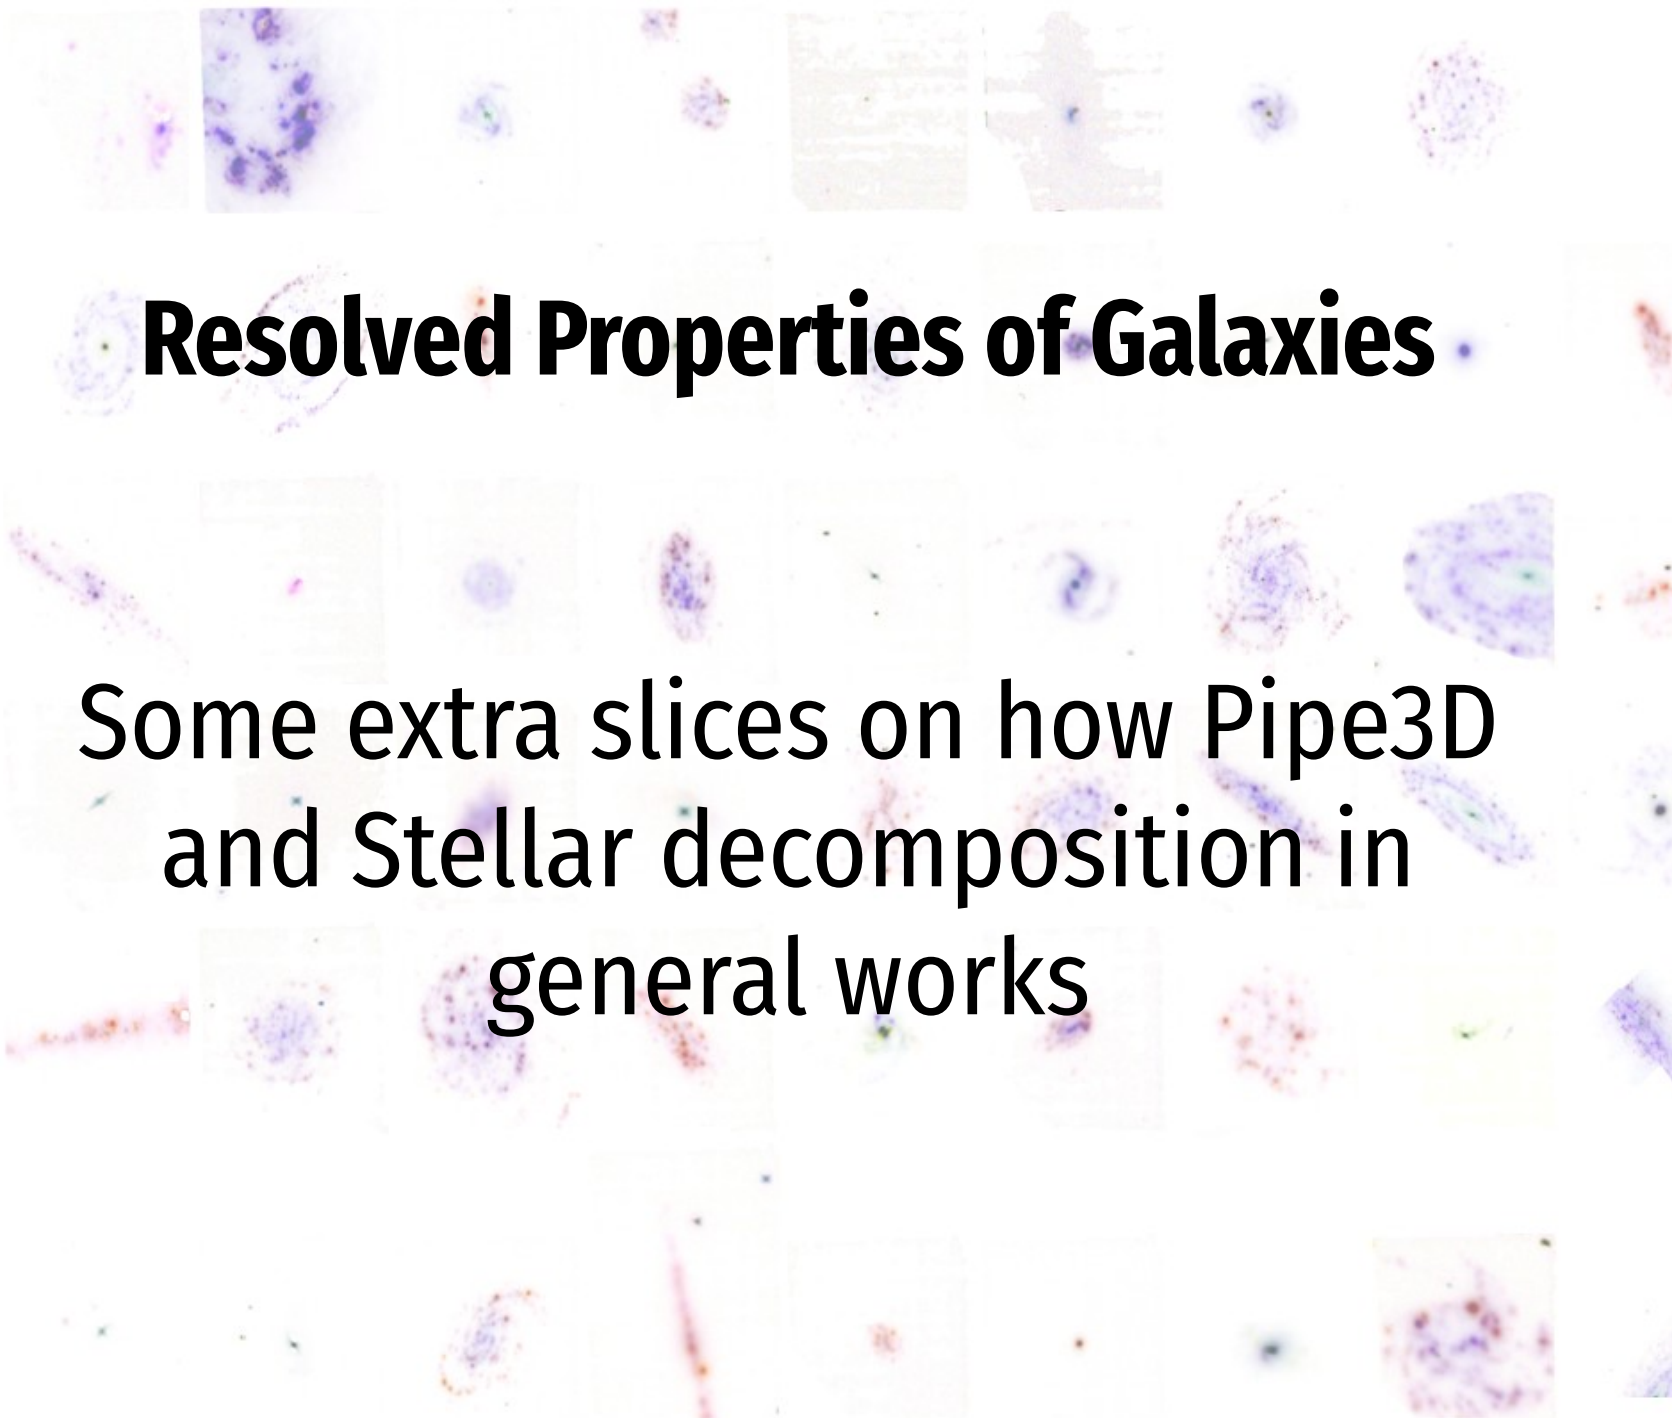 Resolved Properties of Galaxies
Some extra slices on how Pipe3D
and Stellar decomposition in
general works